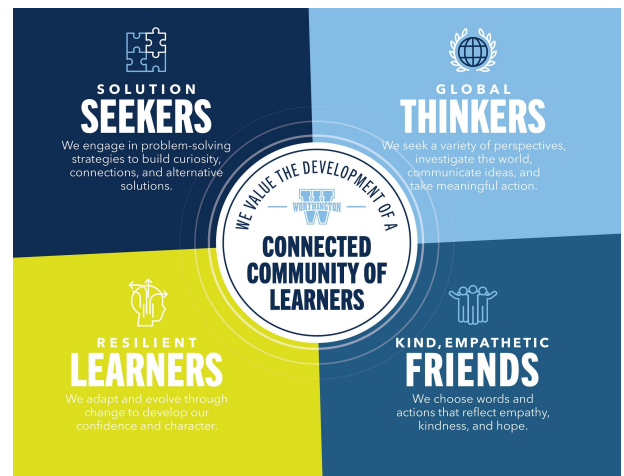 SOLUTION
SEEKERS
We engage in problem-solving
strategies to build curiosity,
connections, and alternative
solutions.
GLOBAL
THINKERS
We seek a variety of perspectives,
investigate the world,
communicate ideas, and
take meaningful action.
WE VALUE THE DEVELOPMENT OF A
W
WORTHINGTON
CONNECTED
COMMUNITY OF
LEARNERS
RESILIENT
LEARNERS
We adapt and evolve through
change to develop our
confidence and character.
KIND, EMPATHETIC
FRIENDS
We choose words and
actions that reflect empathy,
kindness, and hope.